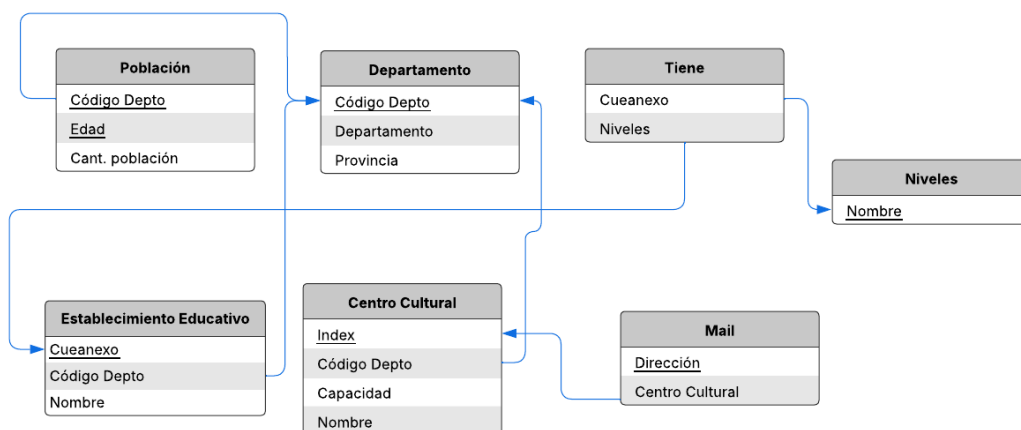 Población
Código Depto
Edad
Cant. población
Departamento
Código Depto
Departamento
Provincia
Tiene
Cueanexo
Niveles
Niveles
Nombre
Establecimiento Educativo
Cueanexo
Código Depto
Nombre
Centro Cultural
Index
Código Depto
Capacidad
Nombre
Mail
Dirección
Centro Cultural